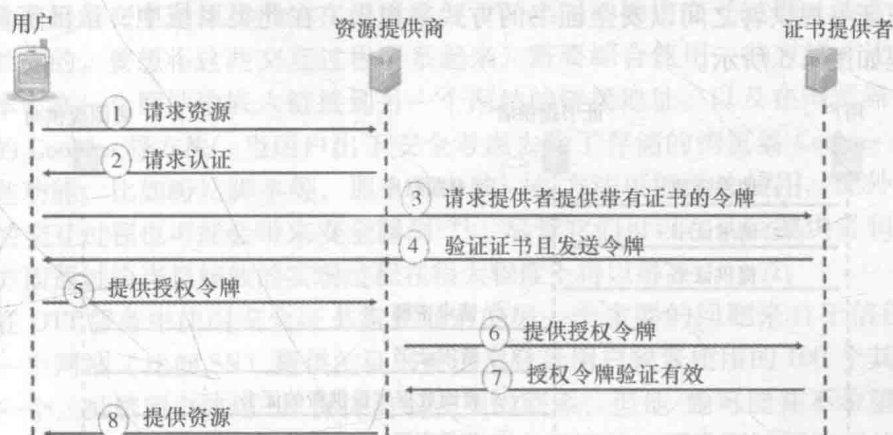 用户
资源提供商
证书提供者
① 请求资源
② 请求认证
③ 请求提供者提供带有证书的令牌
④ 验证证书且发送令牌
⑤ 提供授权令牌
⑥ 提供授权令牌
⑦ 授权令牌验证有效
⑧ 提供资源